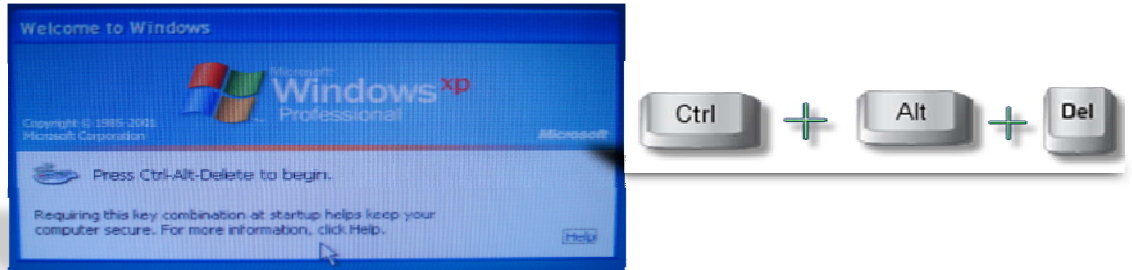 Welcome to Windows
Microsoft
Windows xp
Professional
Copyright © 1985-2001
Microsoft Corporation
Microsoft
Press Ctrl-Alt-Delete to begin.
Requiring this key combination at startup helps keep your
computer secure. For more information, click Help.
Help
Ctrl + Alt + Del